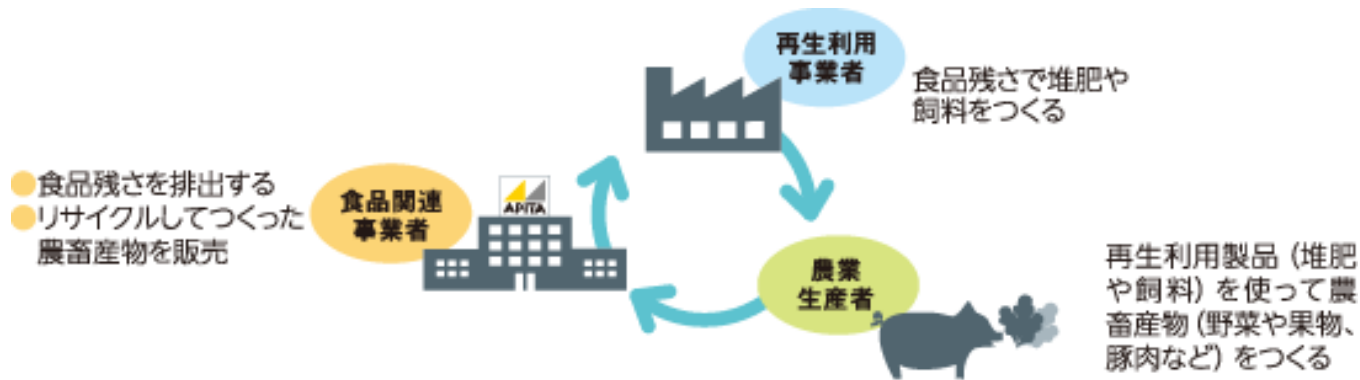 再生利用
事業者
食品残さで堆肥や
飼料をつくる
食品残さを排出する
リサイクルしてつくった
農畜産物を販売
食品関連
事業者
APITA
農業
生産者
再生利用製品（堆肥
や飼料）を使って農
畜産物（野菜や果物、
豚肉など）をつくる